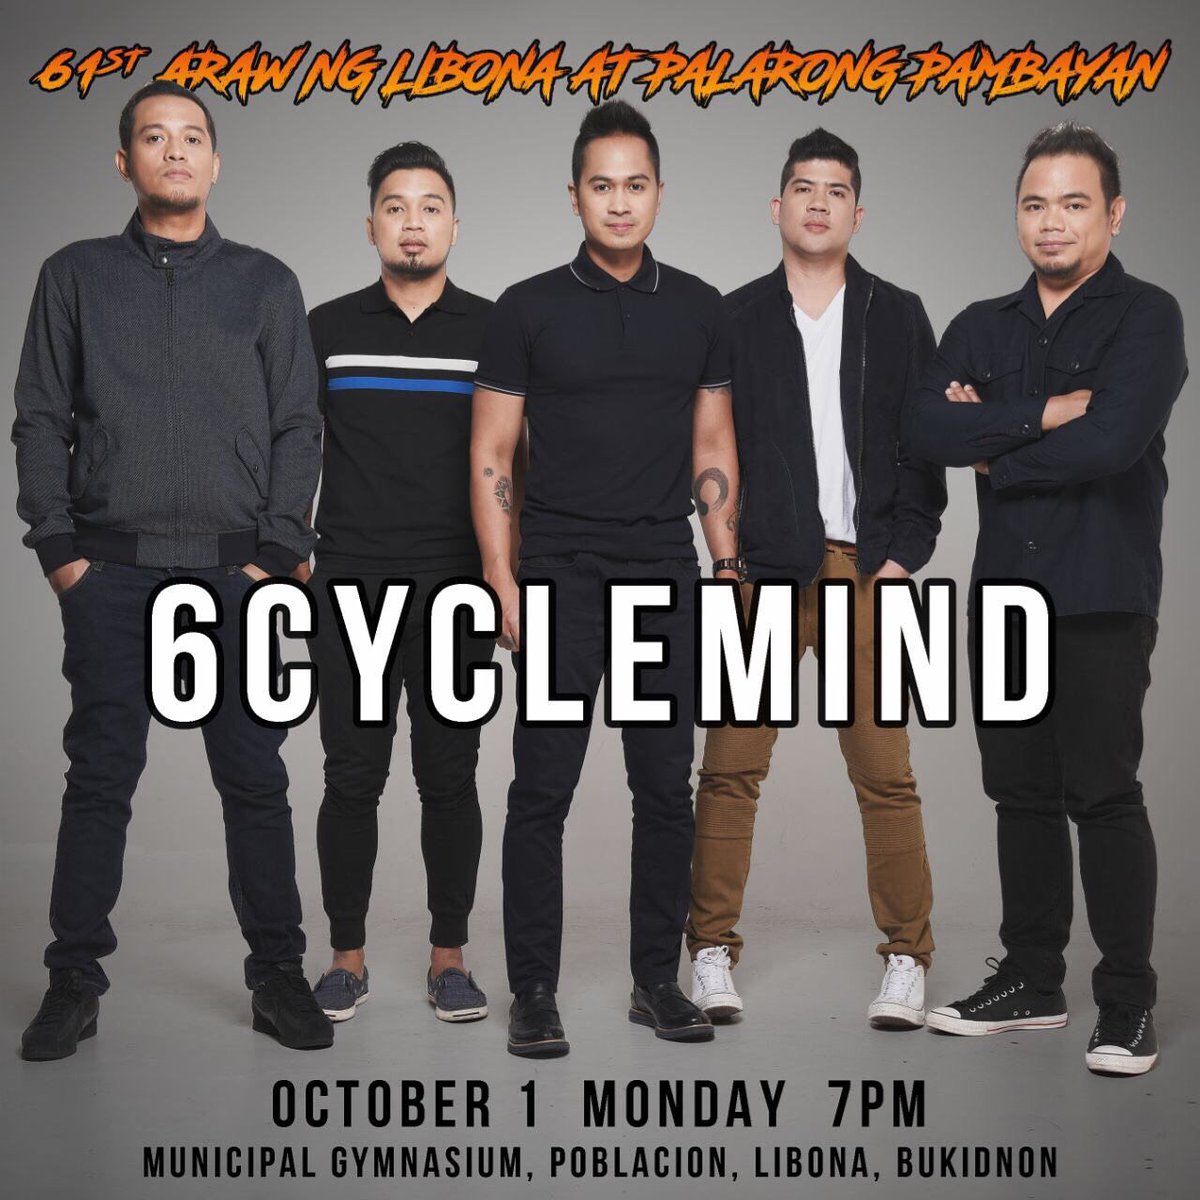 61ST ARAW NG LIBONA AT PALARONG PAMBAYAN
6CYCLEMIND
OCTOBER 1 MONDAY 7PM
MUNICIPAL GYMNASIUM, POBLACION, LIBONA, BUKIDNON